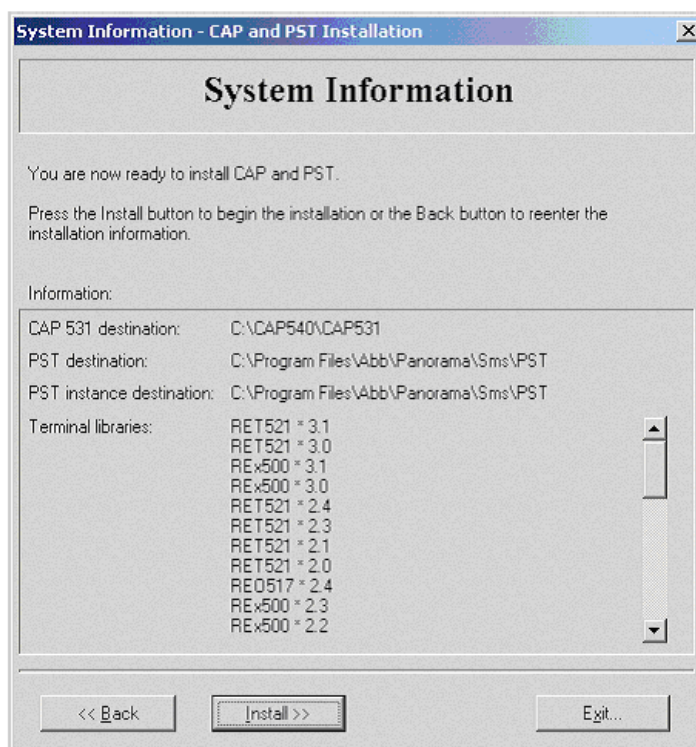 System Information - CAP and PST Installation
System Information
You are now ready to install CAP and PST.
Press the Install button to begin the installation or the Back button to reenter the
installation information.
Information:
CAP 531 destination: C:\CAP540\CAP531
PST destination: C:\Program Files\Abb\Panorama\Sms\PST
PST instance destination: C:\Program Files\Abb\Panorama\Sms\PST
Terminal libraries: RET521 * 3.1
RET521 * 3.0
REx500 * 3.1
REx500 * 3.0
RET521 * 2.4
RET521 * 2.3
RET521 * 2.1
RET521 * 2.0
REO517 * 2.4
REx500 * 2.3
REx500 * 2.2
<< Back Install >> Exit...